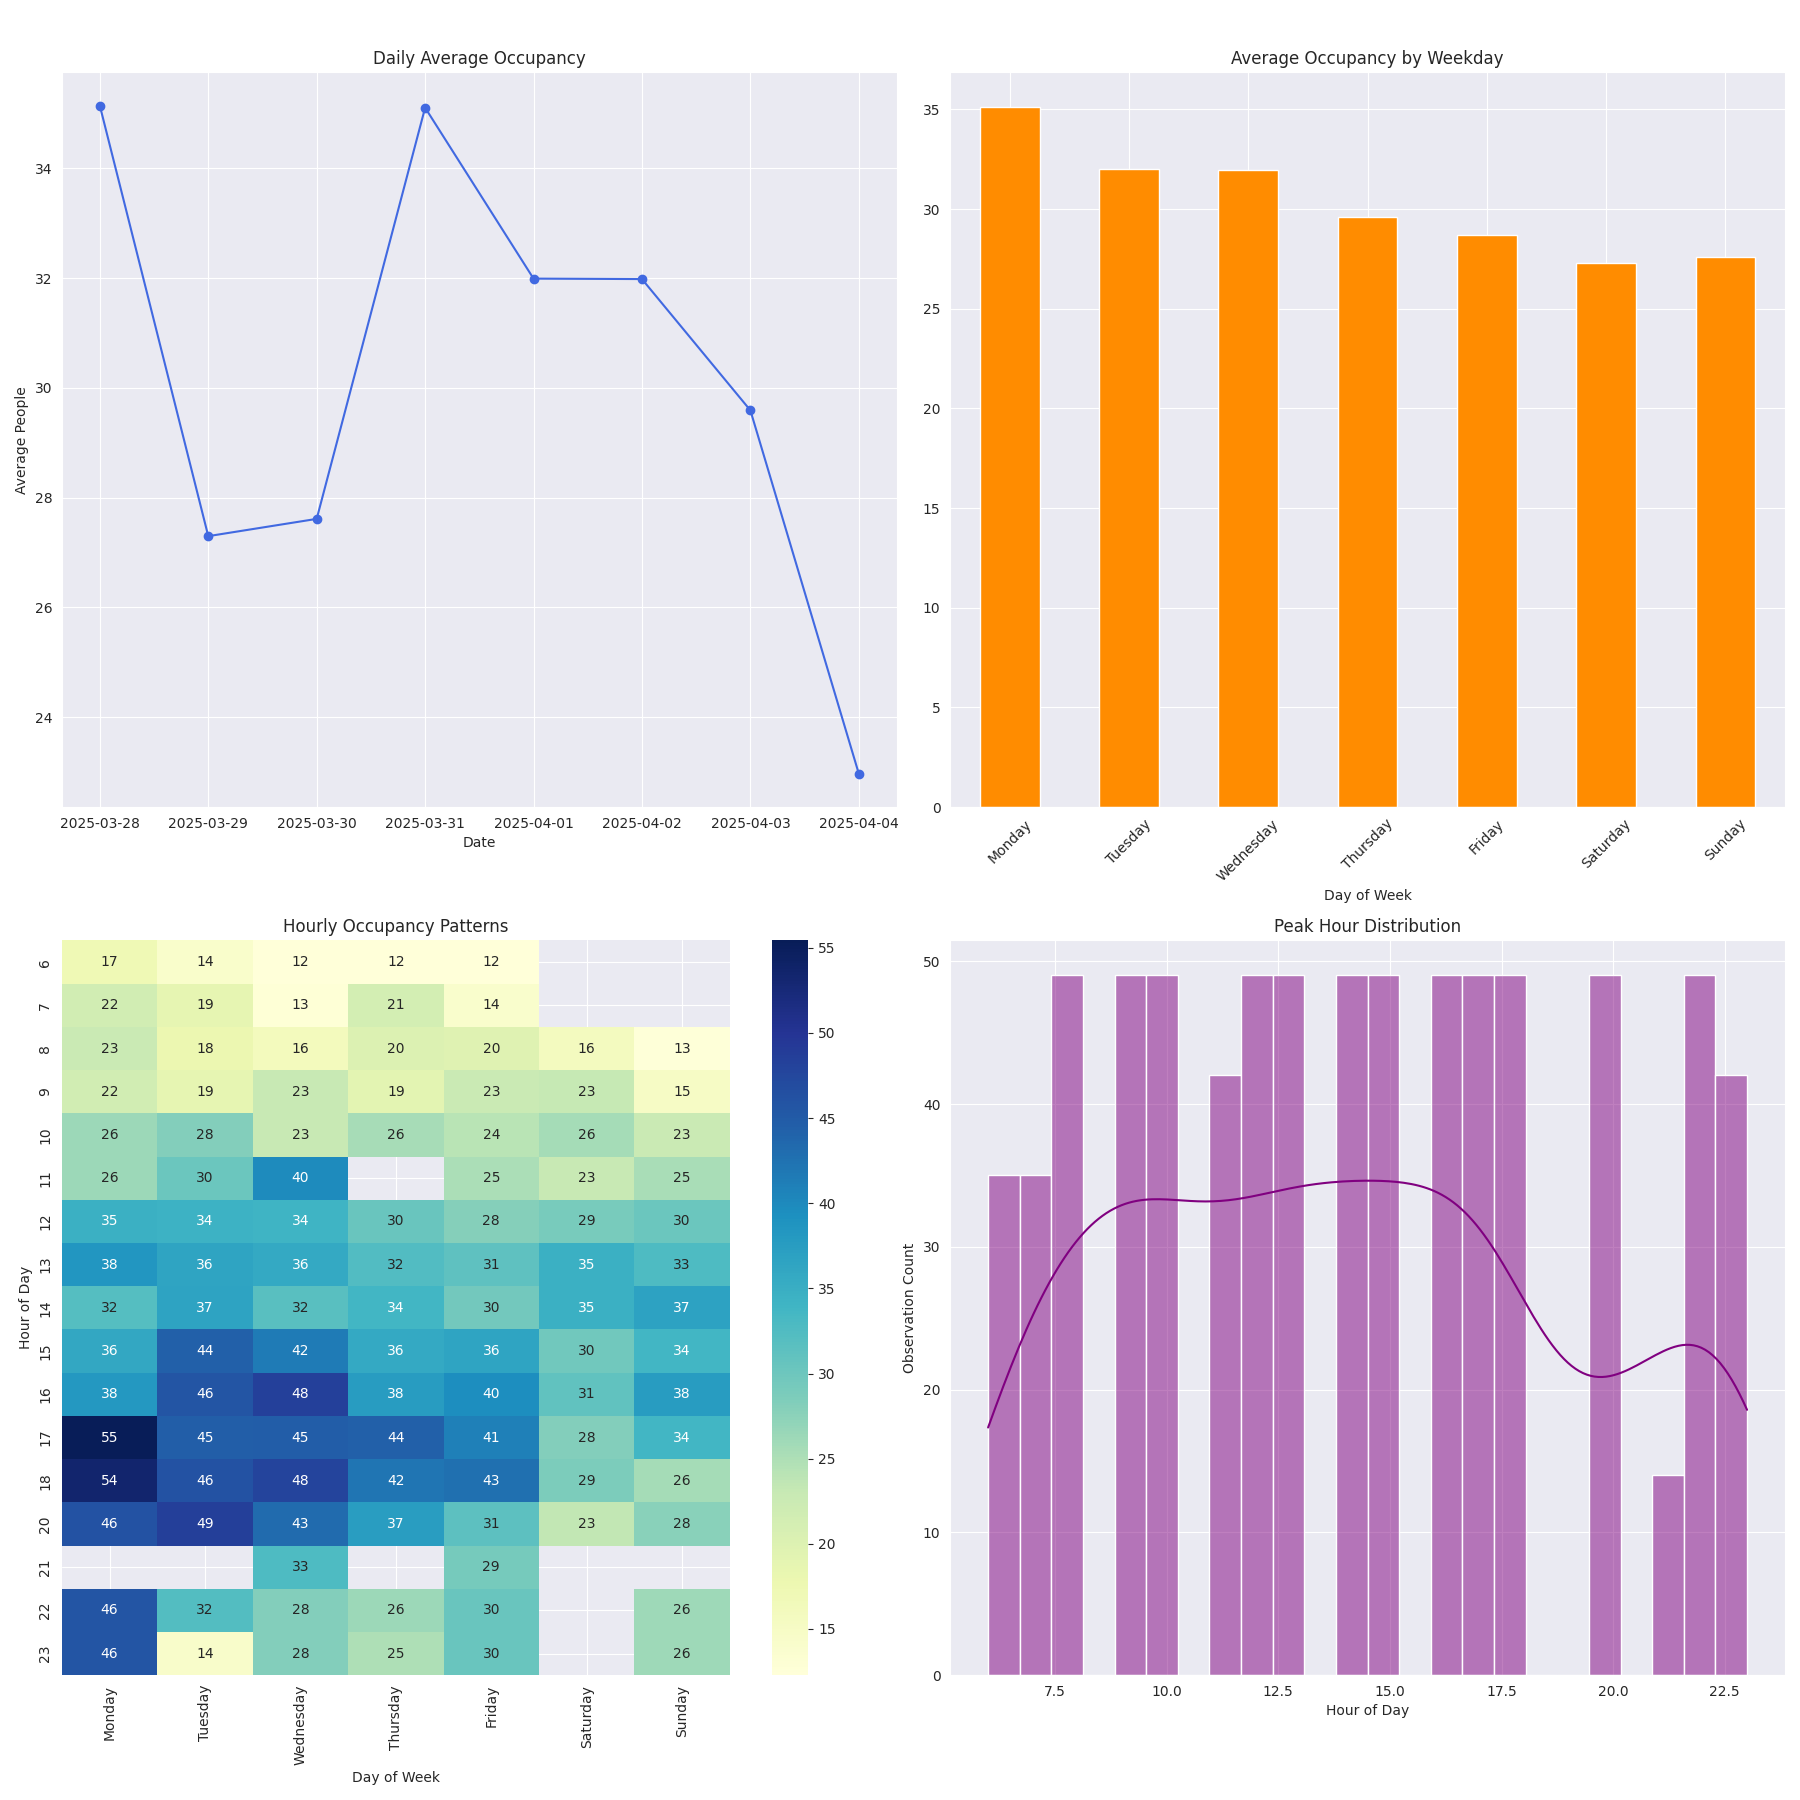 Daily Average Occupancy
34
32
30
28
26
24
Average People
2025-03-28 2025-03-29 2025-03-30 2025-03-31 2025-04-01 2025-04-02 2025-04-03 2025-04-04
Date
Average Occupancy by Weekday
35
30
25
20
15
10
5
0
Monday Tuesday Wednesday Thursday Friday Saturday Sunday
Day of Week
Hourly Occupancy Patterns
Hour of Day
6 17 14 12 12 12
7 22 19 13 21 14
8 23 18 16 20 20 16 13
9 22 19 23 19 23 23 15
10 26 28 23 26 24 26 23
11 26 30 40 25 23 25
12 35 34 34 30 28 29 30
13 38 36 36 32 31 35 33
14 32 37 32 34 30 35 37
15 36 44 42 36 36 30 34
16 38 46 48 38 40 31 38
17 55 45 45 44 41 28 34
18 54 46 48 42 43 29 26
20 46 49 43 37 31 23 28
21 33 29
22 46 32 28 26 30 26
23 46 14 28 25 30 26
Monday Tuesday Wednesday Thursday Friday Saturday Sunday
Day of Week
55
50
45
40
35
30
25
20
15
Peak Hour Distribution
50
40
30
20
10
0
Observation Count
7.5 10.0 12.5 15.0 17.5 20.0 22.5
Hour of Day